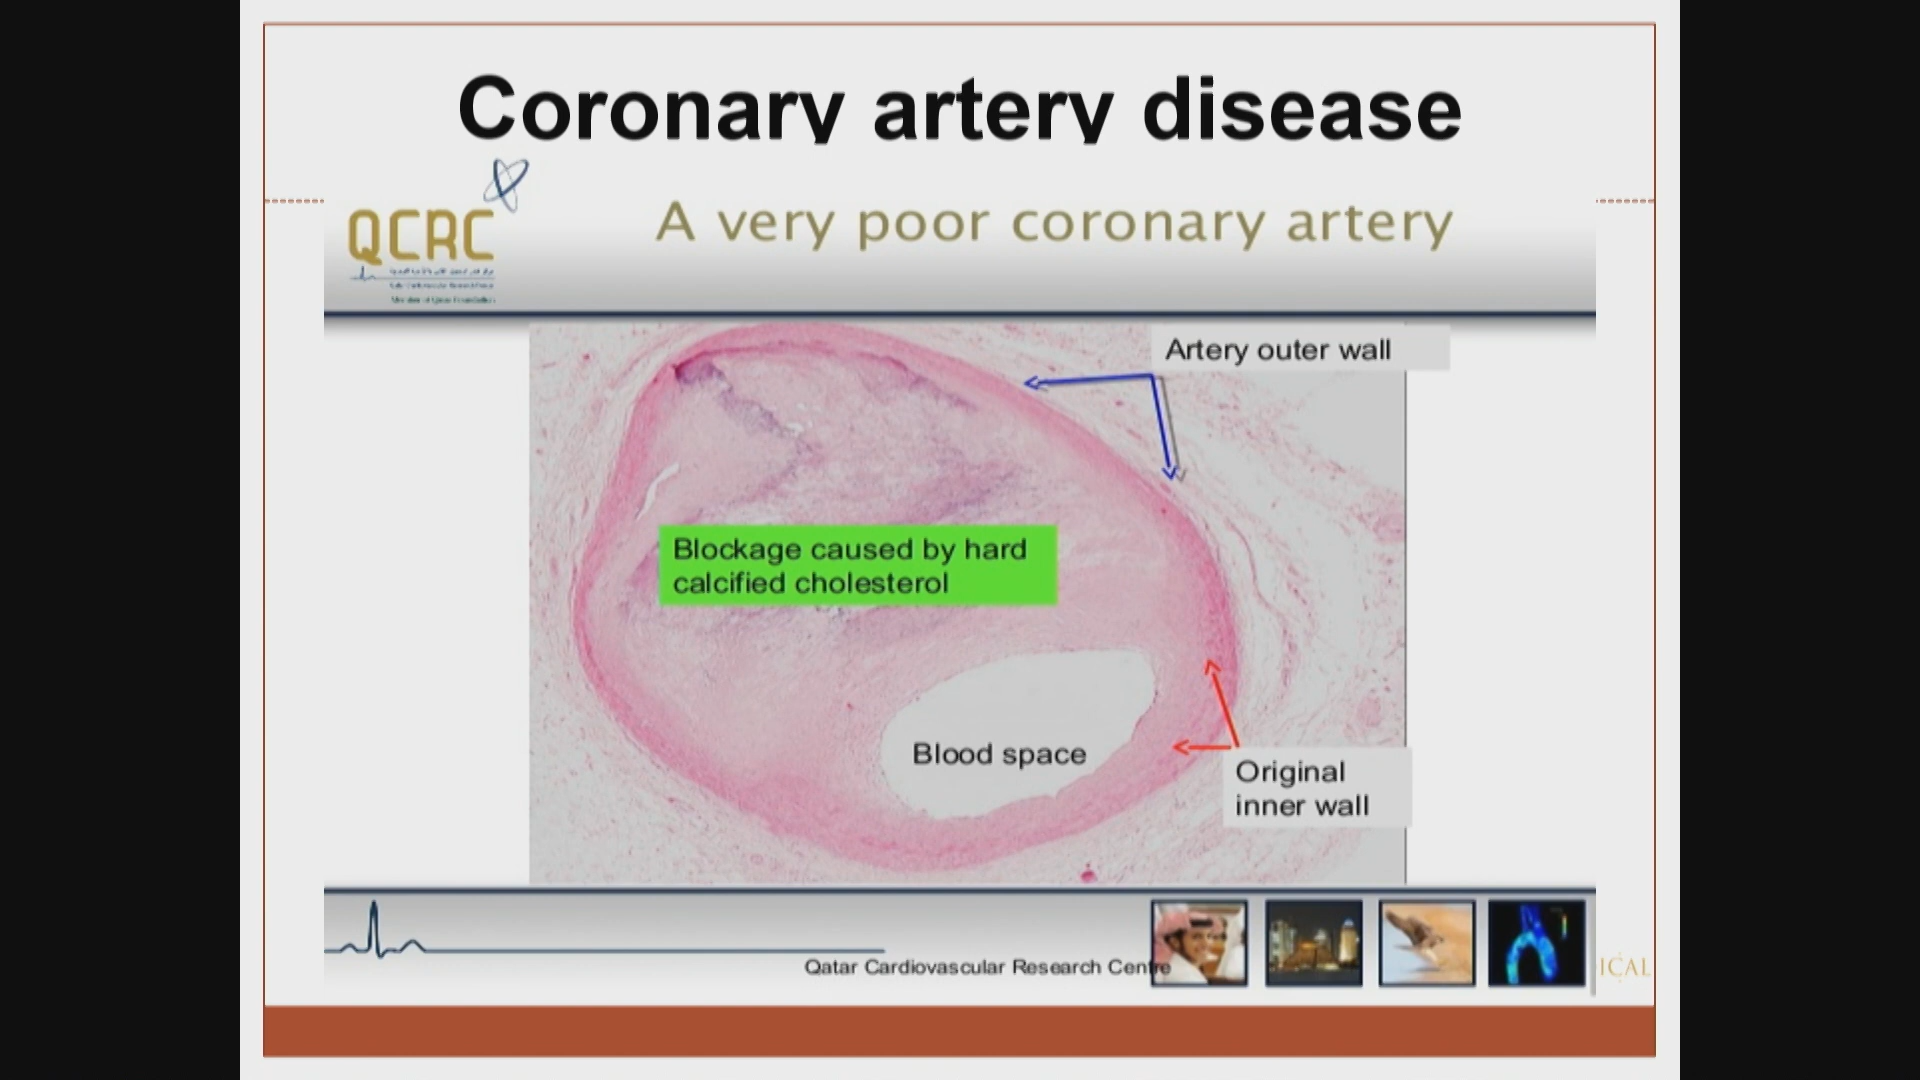 Coronary artery disease
QCRC
A very poor coronary artery
Artery outer wall
Blockage caused by hard
calcified cholesterol
Blood space
Original
inner wall
Qatar Cardiovascular Research Centre
ICAL